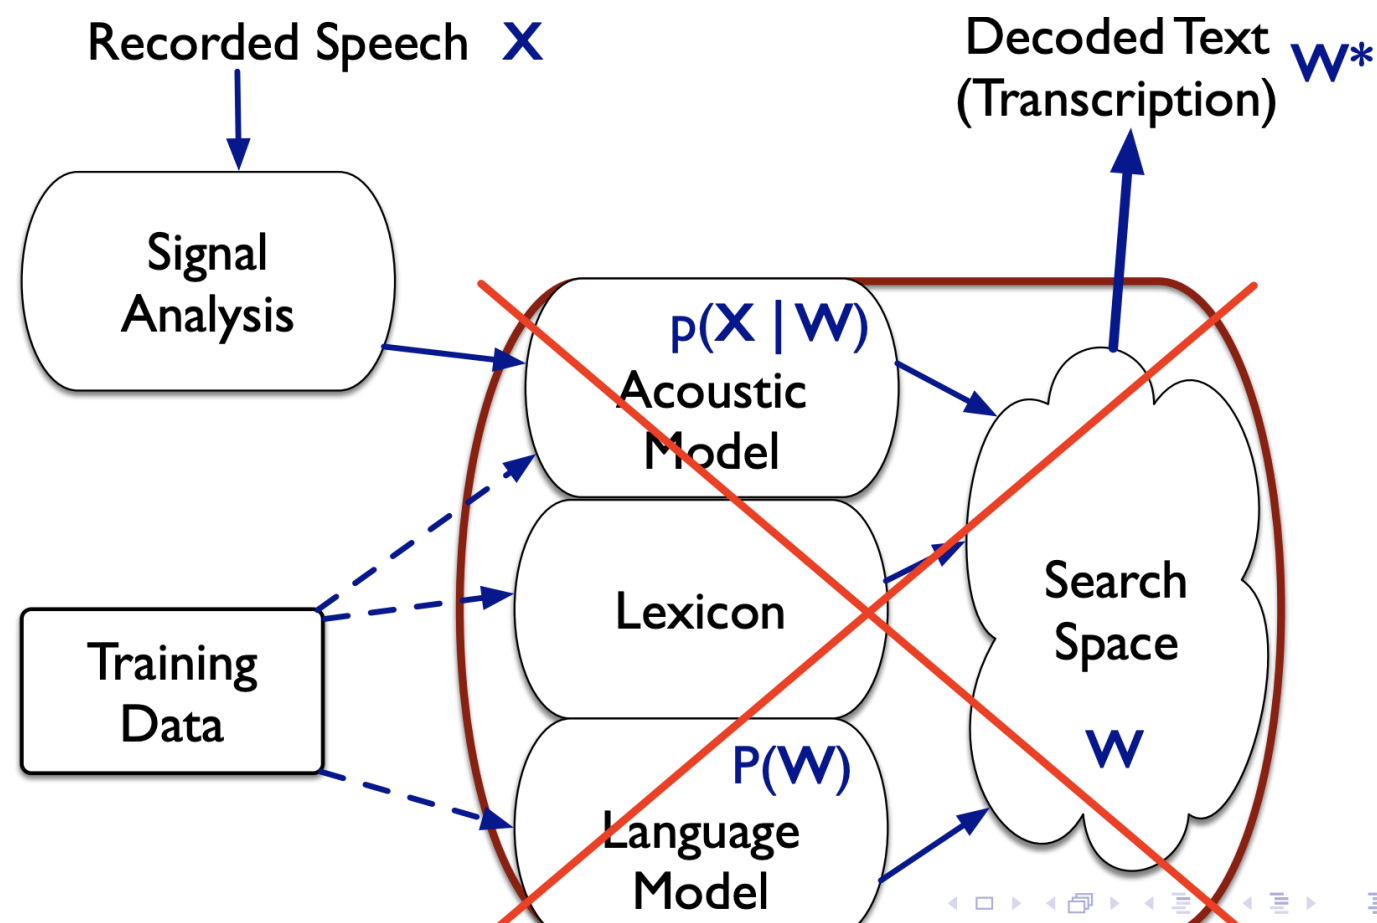 Recorded Speech X
Decoded Text
(Transcription) W*
Signal
Analysis
p(X | W)
Acoustic
Model
Lexicon
Search
Space
W
Training
Data
P(W)
Language
Model